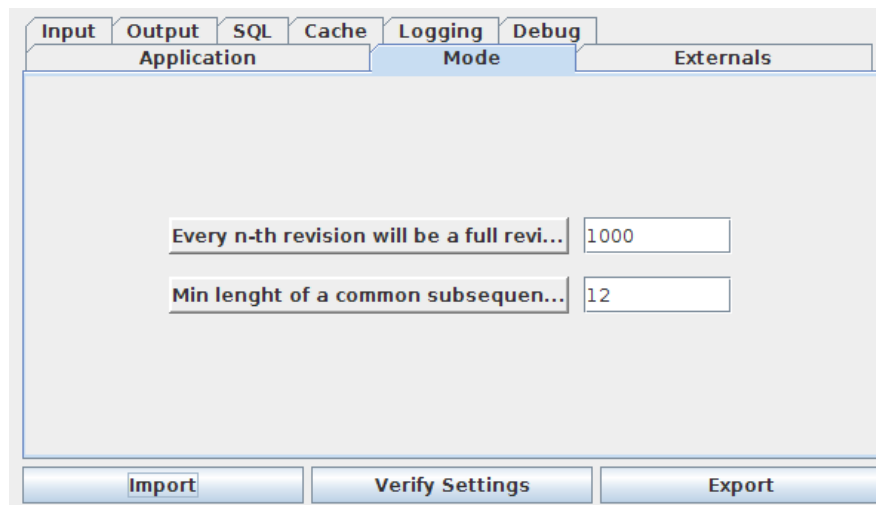 Input Output SQL Cache Logging Debug
Application Mode Externals
Every n-th revision will be a full revi... 1000
Min lenght of a common subsequen... 12
Import Verify Settings Export